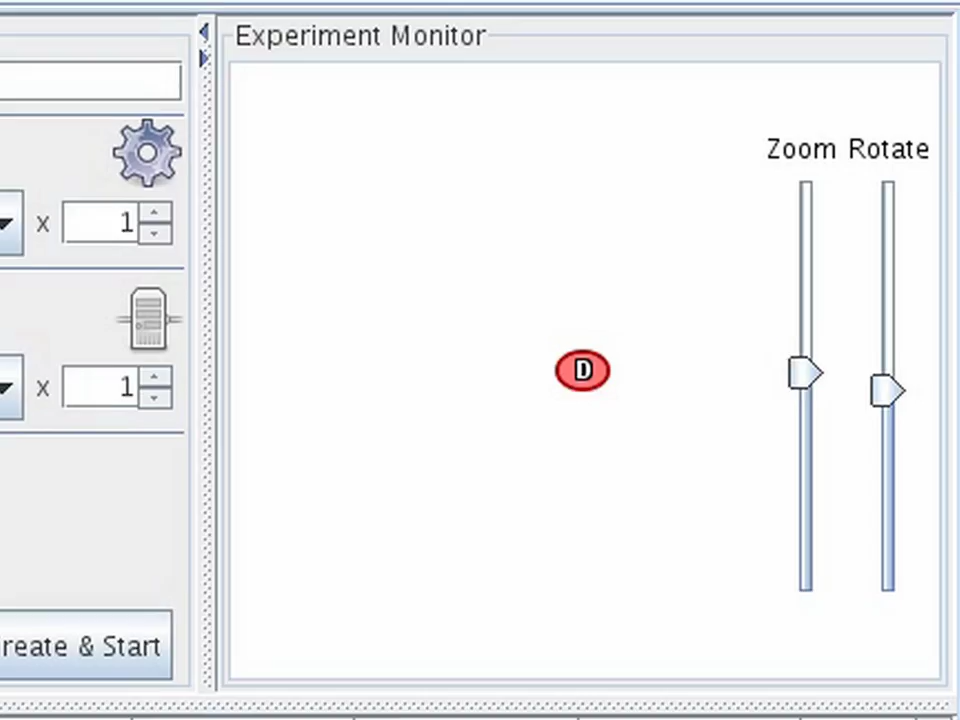 Experiment Monitor
Zoom Rotate
x 1
D
x 1
reate & Start